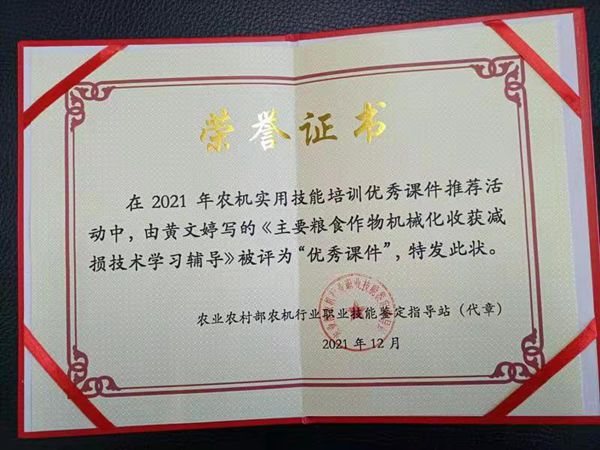 荣誉证书
在 2021 年农机实用技能培训优秀课件推荐活
动中，由黄文婷写的《主要粮食作物机械化收获减
损技术学习辅导》被评为“优秀课件”，特发此状。
农业农村部农机行业职业技能鉴定指导站（代章）
2021 年 12 月